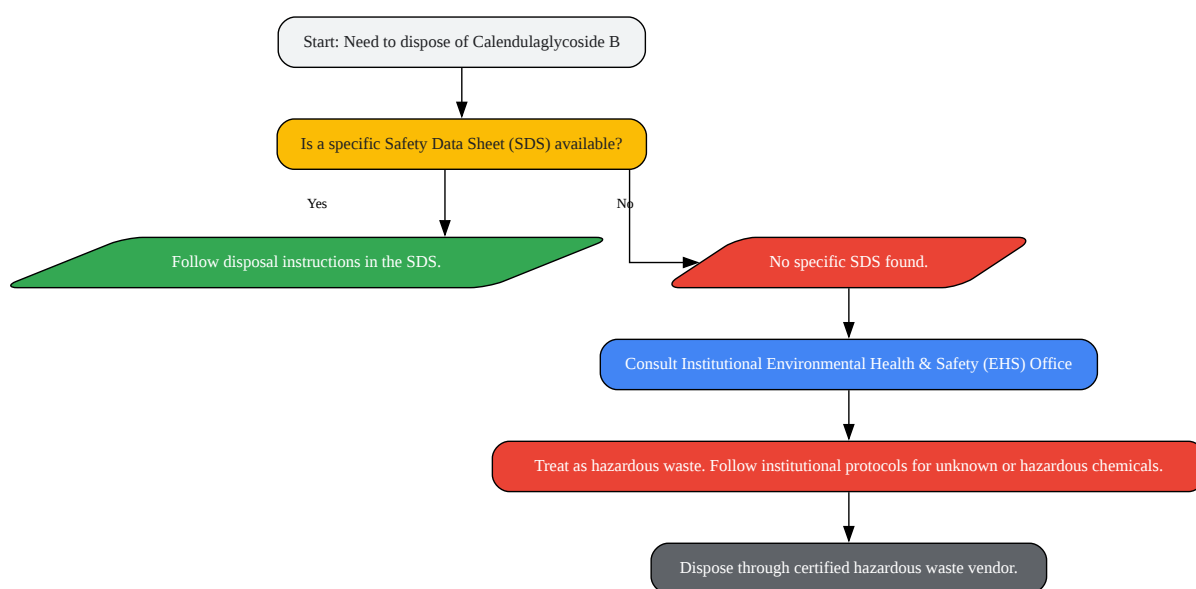 Start: Need to dispose of Calendulaglycoside B
Is a specific Safety Data Sheet (SDS) available?
Yes
No
Follow disposal instructions in the SDS.
No specific SDS found.
Consult Institutional Environmental Health & Safety (EHS) Office
Treat as hazardous waste. Follow institutional protocols for unknown or hazardous chemicals.
Dispose through certified hazardous waste vendor.